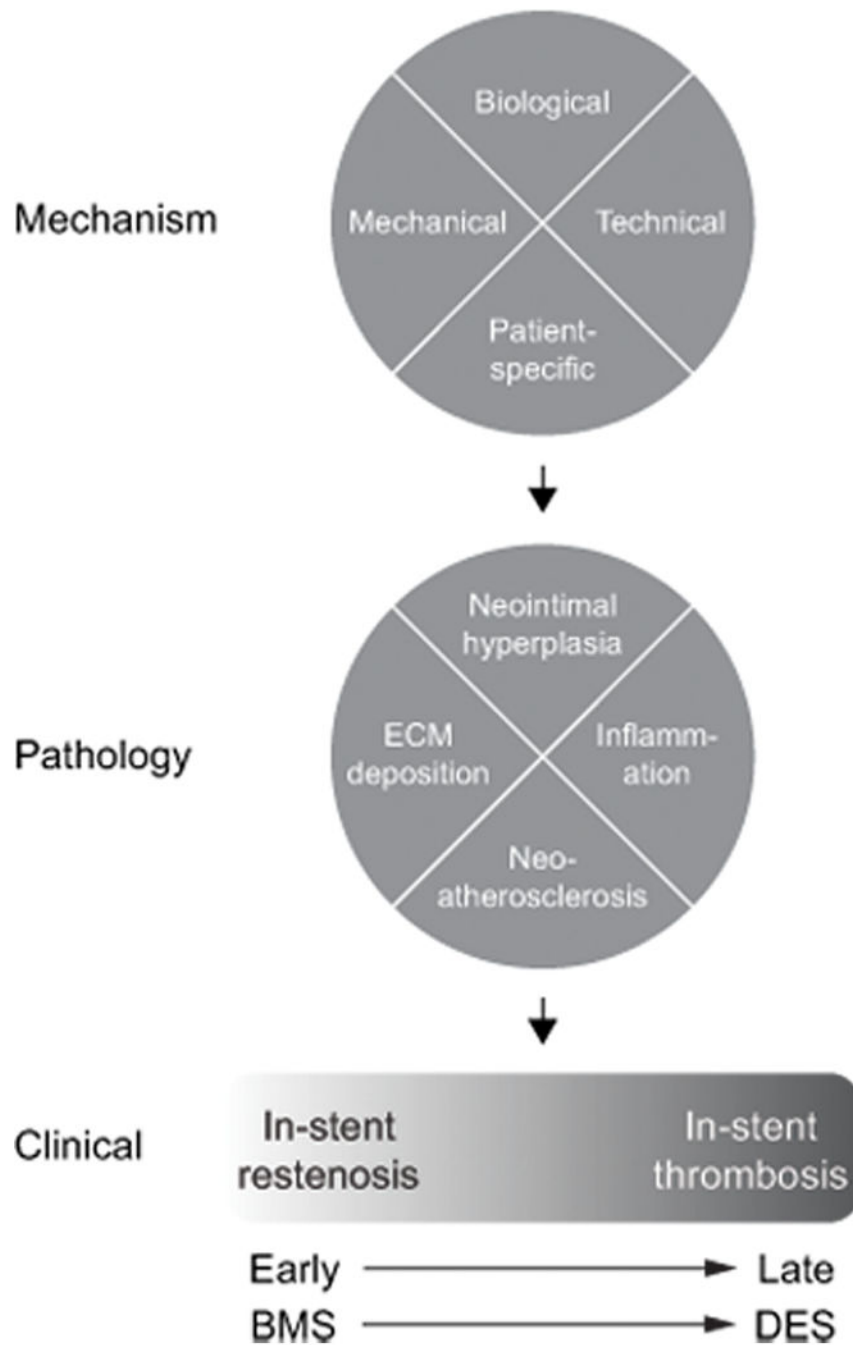 Biological
Mechanism
Mechanical
Technical
Patient-
specific
Neointimal
hyperplasia
Pathology
ECM
deposition
Inflamm-
ation
Neo-
atherosclerosis
Clinical
In-stent
restenosis
In-stent
thrombosis
Early
Late
BMS
DES